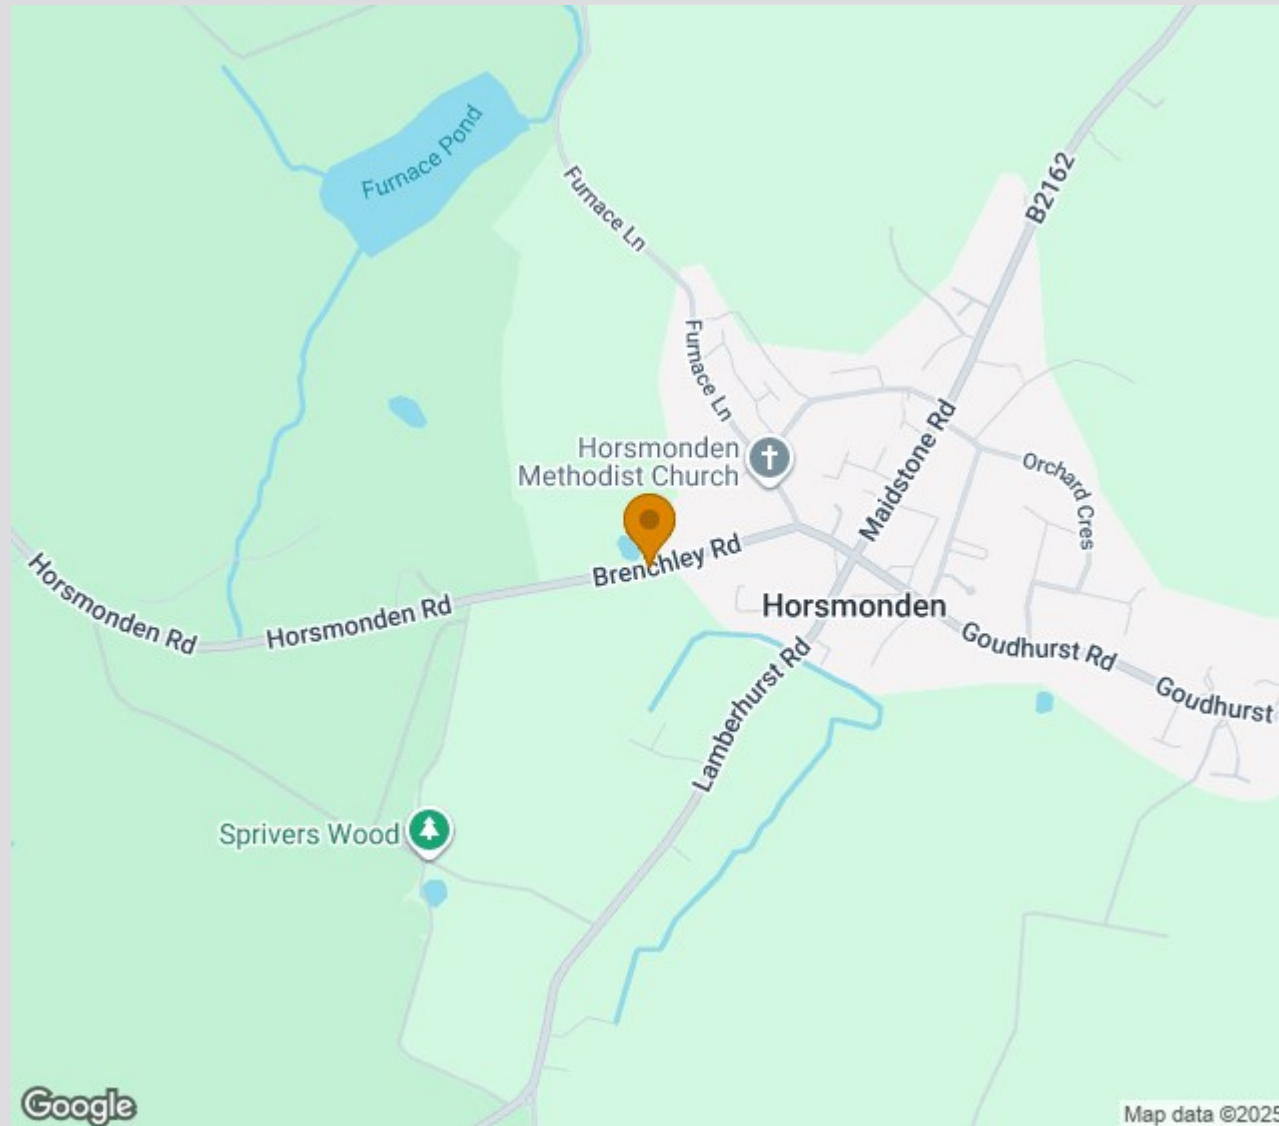 Furnace Pond
Furnace Ln
B2162
Furnace Ln
Maidstone Rd
Horsmonden
Methodist Church
Orchard Cres
Brenchley Rd
Horsmonden Rd
Horsmonden Rd
Horsmonden
Goudhurst Rd
Goudhurst
Lamberhurst Rd
Sprivers Wood
Google
Map data ©2025